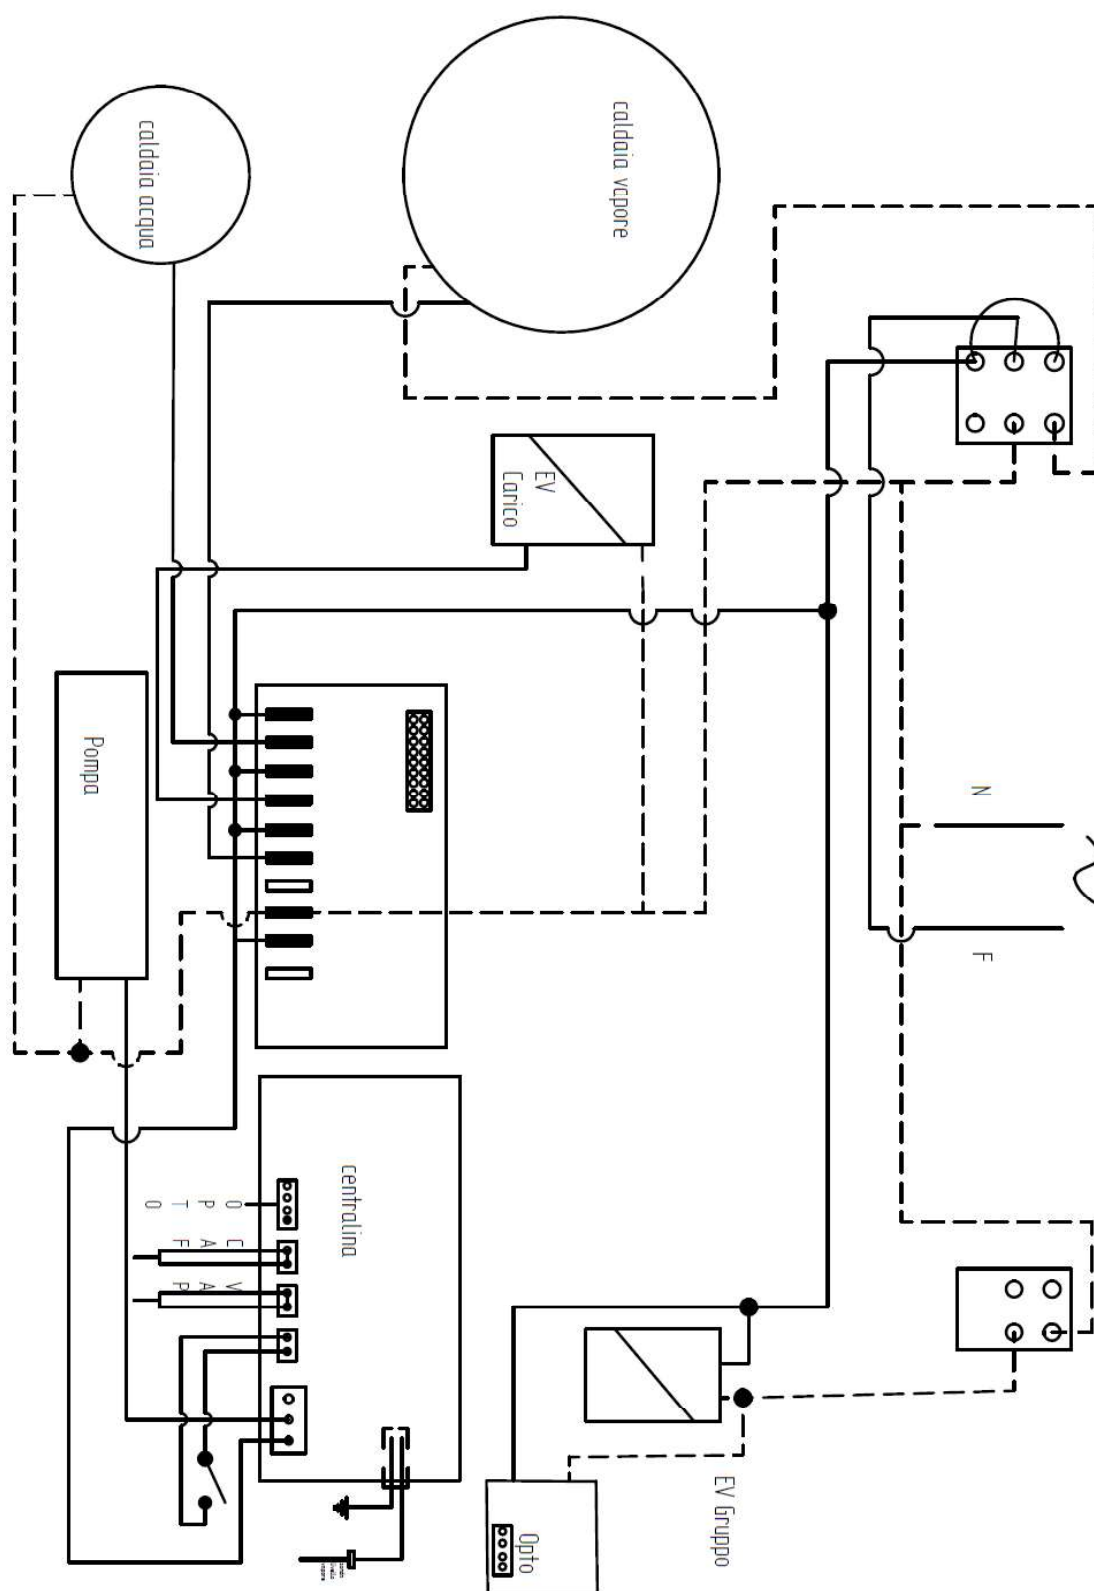 caldaia acqua
caldaia vapore
EV
Carico
Pompa
N
F
centralina
O
P
T
O
C
A
F
V
A
P
EV Gruppo
Opto